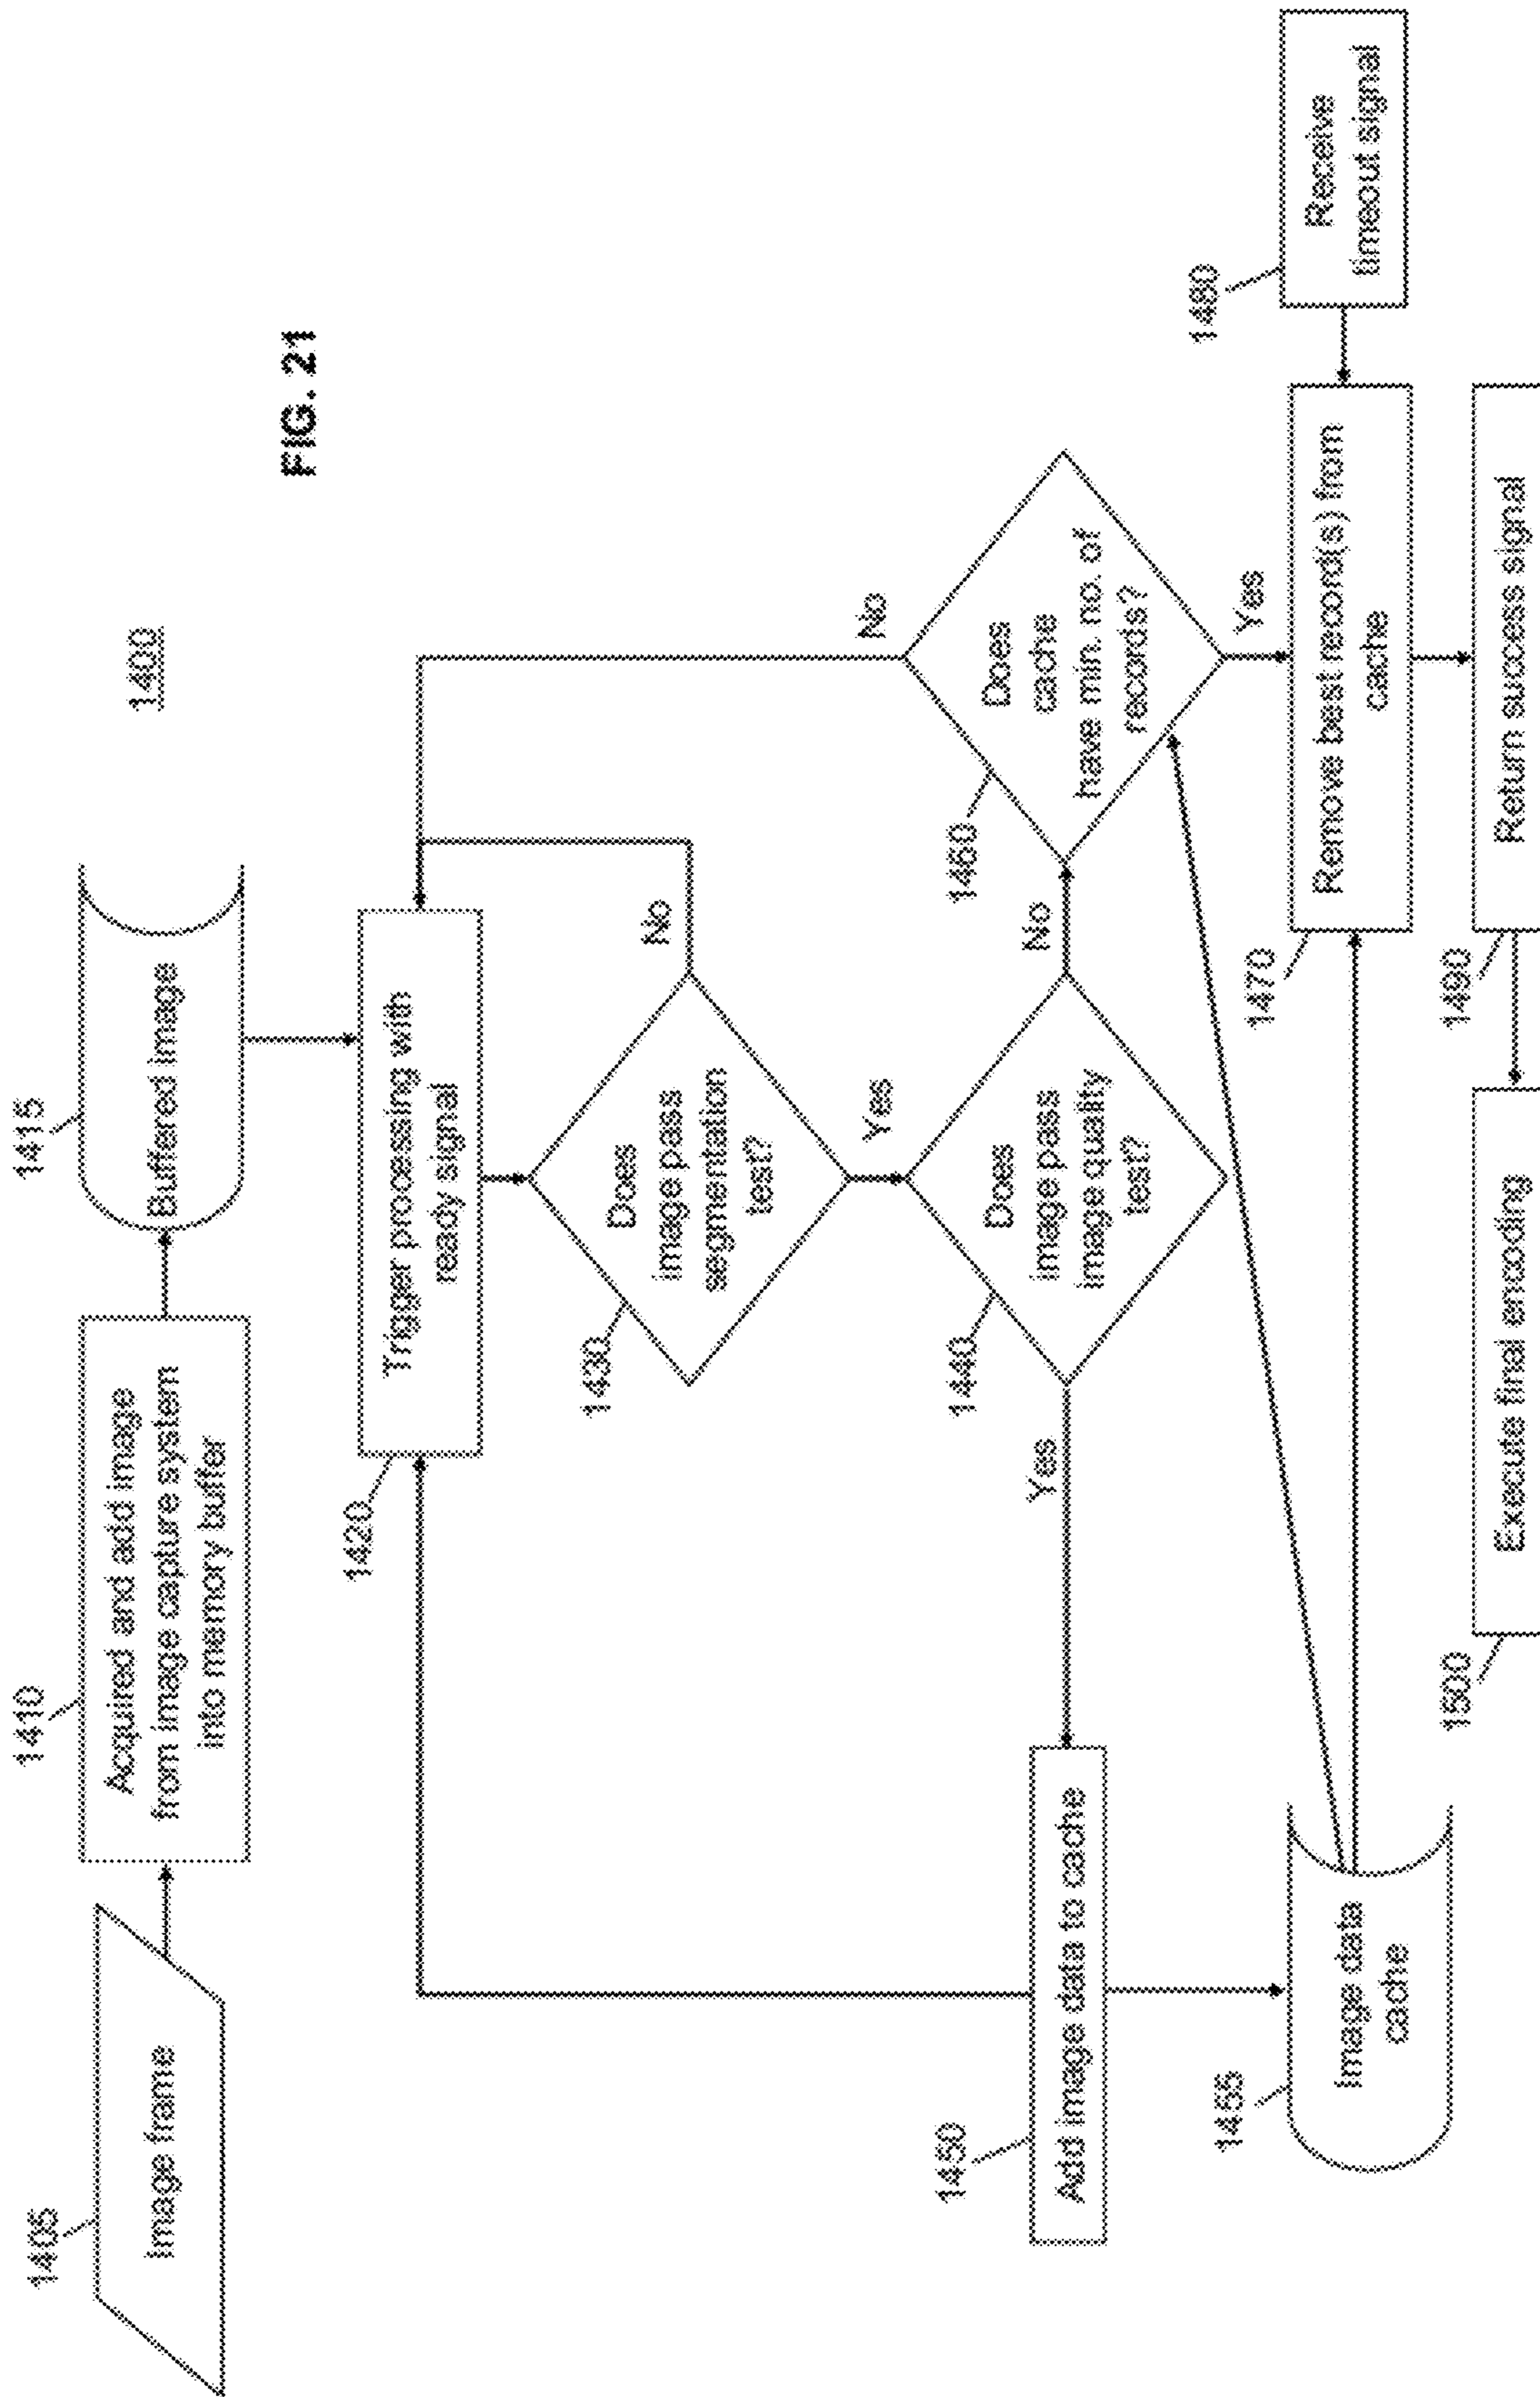 FIG. 21
1400
1405
Image frame
1410
Acquired and add image
from image capture system
into memory buffer
1415
Buffered image
1420
Trigger processing with
ready signal
1430
Does
image pass
segmentation
test?
No
Yes
1440
Does
image pass
image quality
test?
Yes
No
1450
Add image data to cache
1455
Image data
cache
1460
Does
cache
have min. no. of
records?
No
Yes
1470
Remove best record(s) from
cache
1480
Receive
timeout signal
1490
Return success signal
1500
Execute final encoding